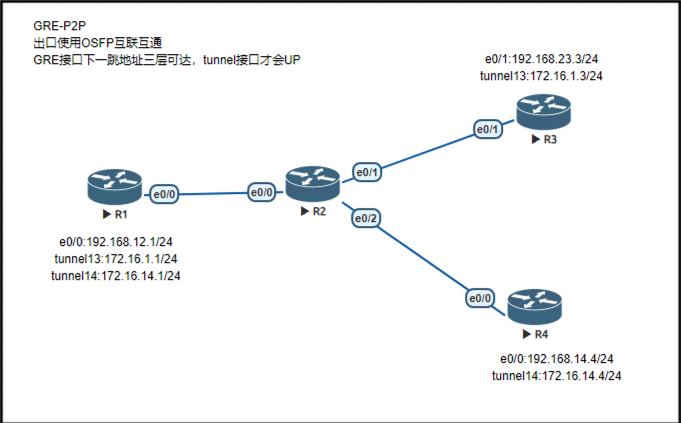 GRE-P2P
出口使用OSFP互联互通
GRE接口下一跳地址三层可达，tunnel接口才会UP
e0/1:192.168.23.3/24
tunnel13:172.16.1.3/24
e0/1
R3
e0/0
R1
e0/0
R2
e0/1
e0/2
e0/0:192.168.12.1/24
tunnel13:172.16.1.1/24
tunnel14:172.16.14.1/24
e0/0
R4
e0/0:192.168.14.4/24
tunnel14:172.16.14.4/24